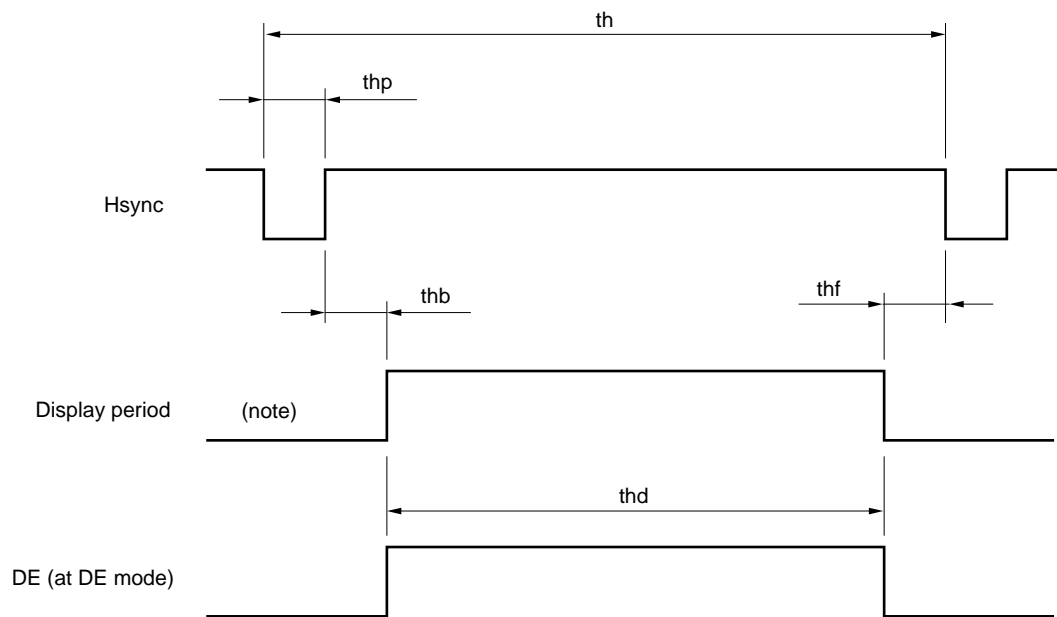 th
thp
Hsync
thb
thf
Display period
(note)
thd
DE (at DE mode)